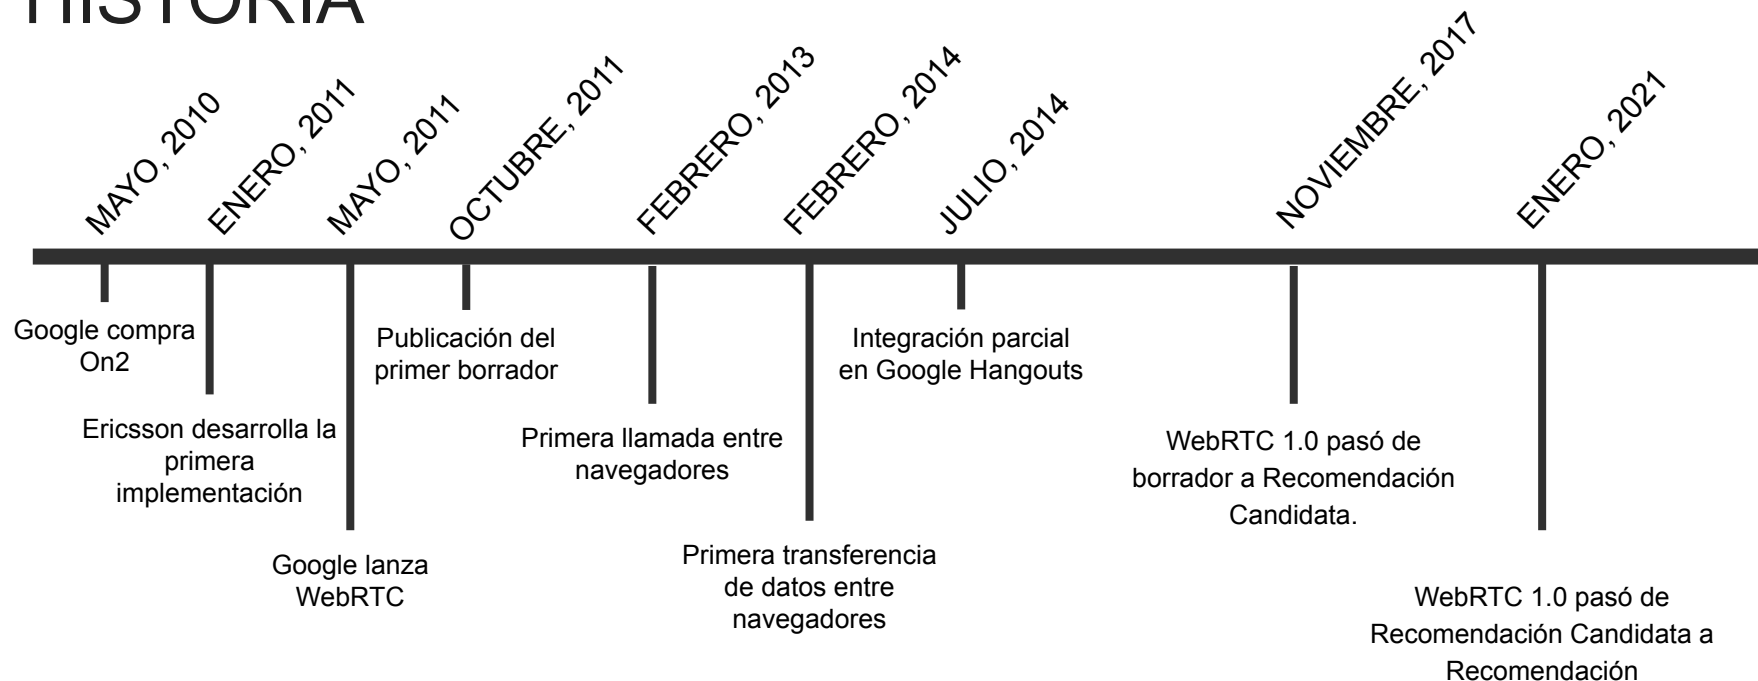 HISTORIA
MAYO, 2010
ENERO, 2011
MAYO, 2011
OCTUBRE, 2011
FEBRERO, 2013
FEBRERO, 2014
JULIO, 2014
NOVIEMBRE, 2017
ENERO, 2021
Google compra
On2
Ericsson desarrolla la
primera
implementación
Google lanza
WebRTC
Publicación del
primer borrador
Primera llamada entre
navegadores
Primera transferencia
de datos entre
navegadores
Integración parcial
en Google Hangouts
WebRTC 1.0 pasó de
borrador a Recomendación
Candidata.
WebRTC 1.0 pasó de
Recomendación Candidata a
Recomendación